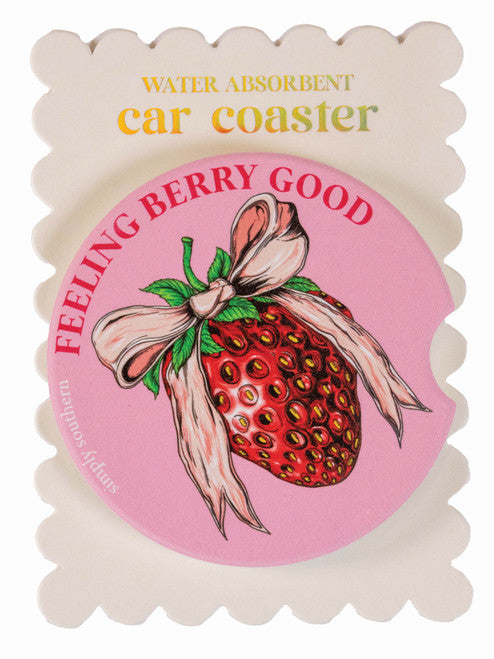 WATER ABSORBENT
car coaster
FEELING BERRY GOOD
simply southern